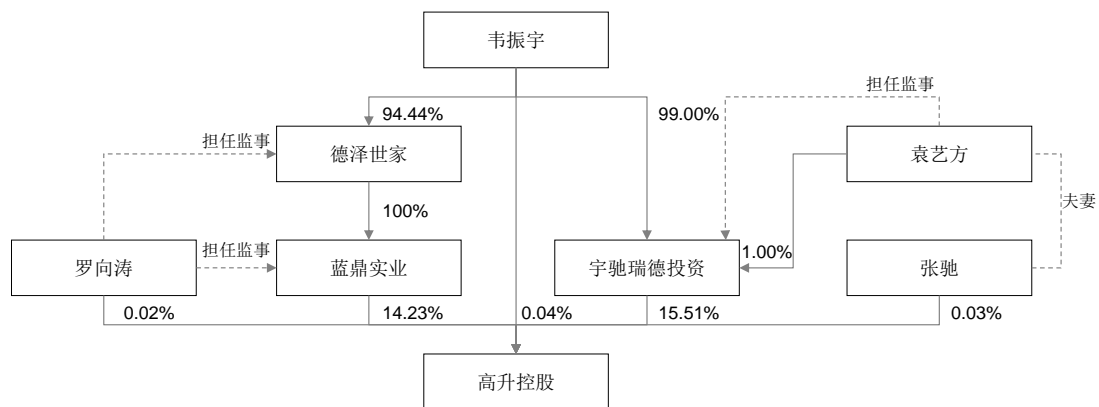 韦振宇
担任监事
94.44%
99.00%
担任监事
德泽世家
袁艺方
100%
夫妻
担任监事
1.00%
罗向涛
蓝鼎实业
宇驰瑞德投资
张驰
0.02%
14.23%
0.04%
15.51%
0.03%
高升控股